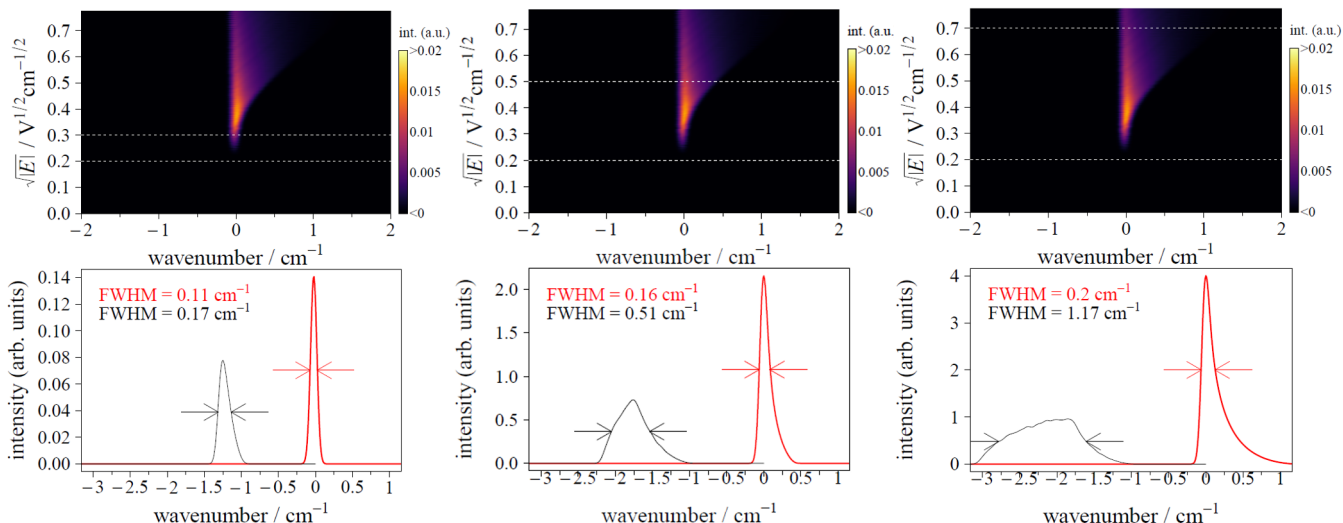 int. (a.u.)
>0.02
0.015
0.01
0.005
<0
0.7
0.6
0.5
0.4
0.3
0.2
0.1
0.0
√|E| / V^1/2 cm^−1/2
−2 −1 0 1 2
wavenumber / cm⁻¹
int. (a.u.)
>0.02
0.015
0.01
0.005
<0
0.7
0.6
0.5
0.4
0.3
0.2
0.1
0.0
√|E| / V^1/2 cm^−1/2
−2 −1 0 1 2
wavenumber / cm⁻¹
int. (a.u.)
>0.02
0.015
0.01
0.005
<0
0.7
0.6
0.5
0.4
0.3
0.2
0.1
0.0
√|E| / V^1/2 cm^−1/2
−2 −1 0 1 2
wavenumber / cm⁻¹
FWHM = 0.11 cm⁻¹
FWHM = 0.17 cm⁻¹
0.14
0.12
0.10
0.08
0.06
0.04
0.02
0.00
intensity (arb. units)
−3 −2.5 −2 −1.5 −1 −0.5 0 0.5 1
wavenumber / cm⁻¹
FWHM = 0.16 cm⁻¹
FWHM = 0.51 cm⁻¹
2.0
1.5
1.0
0.5
0.0
intensity (arb. units)
−3 −2.5 −2 −1.5 −1 −0.5 0 0.5 1
wavenumber / cm⁻¹
FWHM = 0.2 cm⁻¹
FWHM = 1.17 cm⁻¹
4
3
2
1
0
intensity (arb. units)
−3 −2.5 −2 −1.5 −1 −0.5 0 0.5 1
wavenumber / cm⁻¹